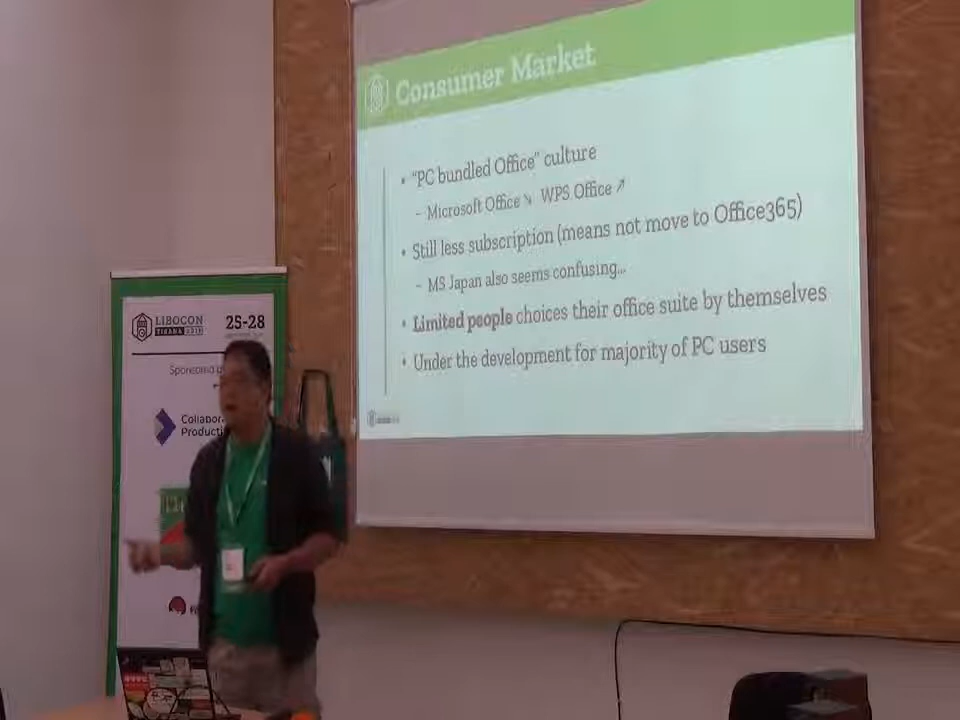 Consumer Market
• "PC bundled Office" culture
– Microsoft Office ↘ WPS Office ↗
• Still less subscription (means not move to Office365)
– MS Japan also seems confusing...
• Limited people choices their office suite by themselves
• Under the development for majority of PC users
LIBOCON
TIRANA 2018
25-28
Sponsored
Collabora
Producti